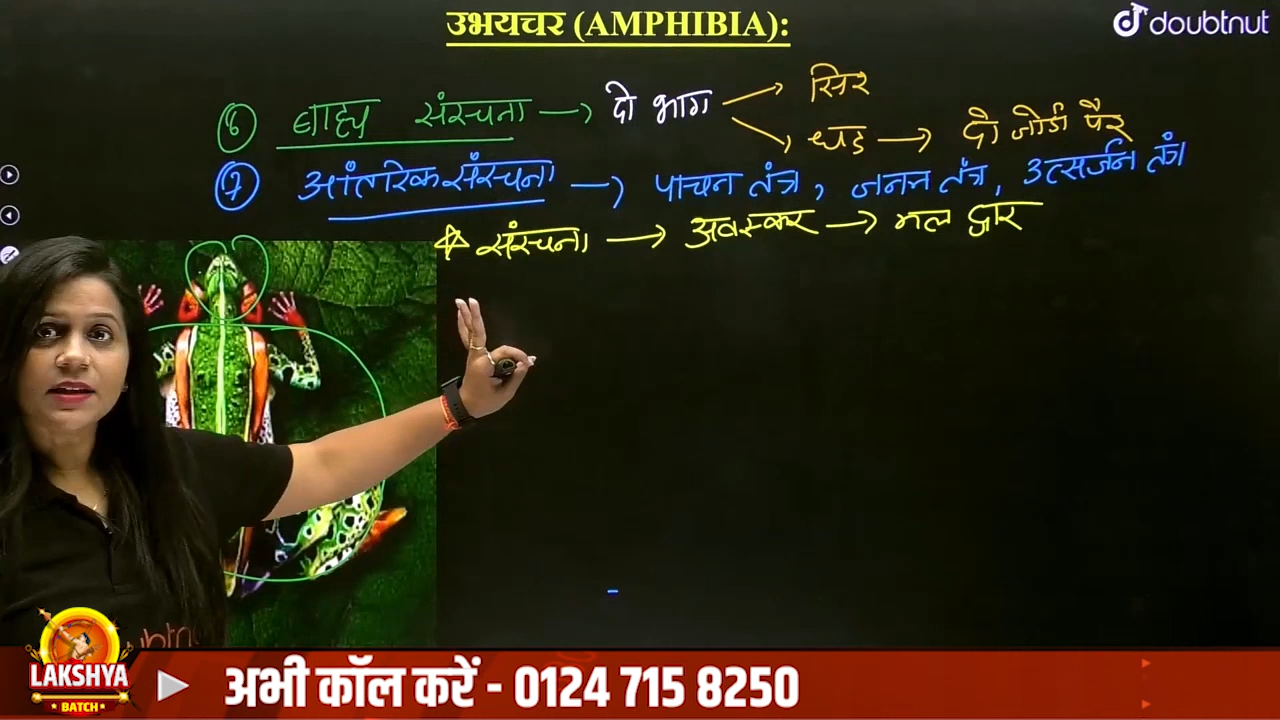 उभयचर (AMPHIBIA):
doubtnut
⑥ बाह्य संरचना → दो भाग → सिर
→ धड़ → दो जोड़ी पैर
⑦ आंतरिक संरचना → पाचन तंत्र, जनन तंत्र, उत्सर्जन तंत्र
* संरचना → अवस्कर → मल द्वार
LAKSHYA
BATCH
अभी कॉल करें - 0124 715 8250